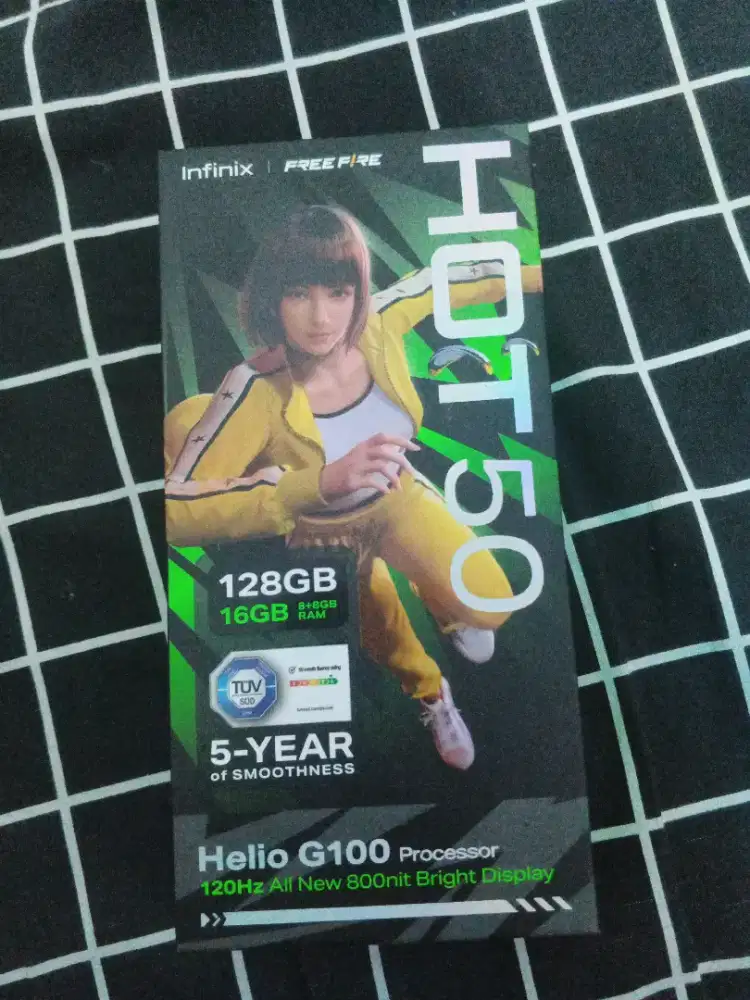 Infinix | FREE FIRE
HOT 50
128GB
16GB 8+8GB RAM
TÜV
SÜD
5-YEAR
of SMOOTHNESS
Helio G100 Processor
120Hz All New 800nit Bright Display